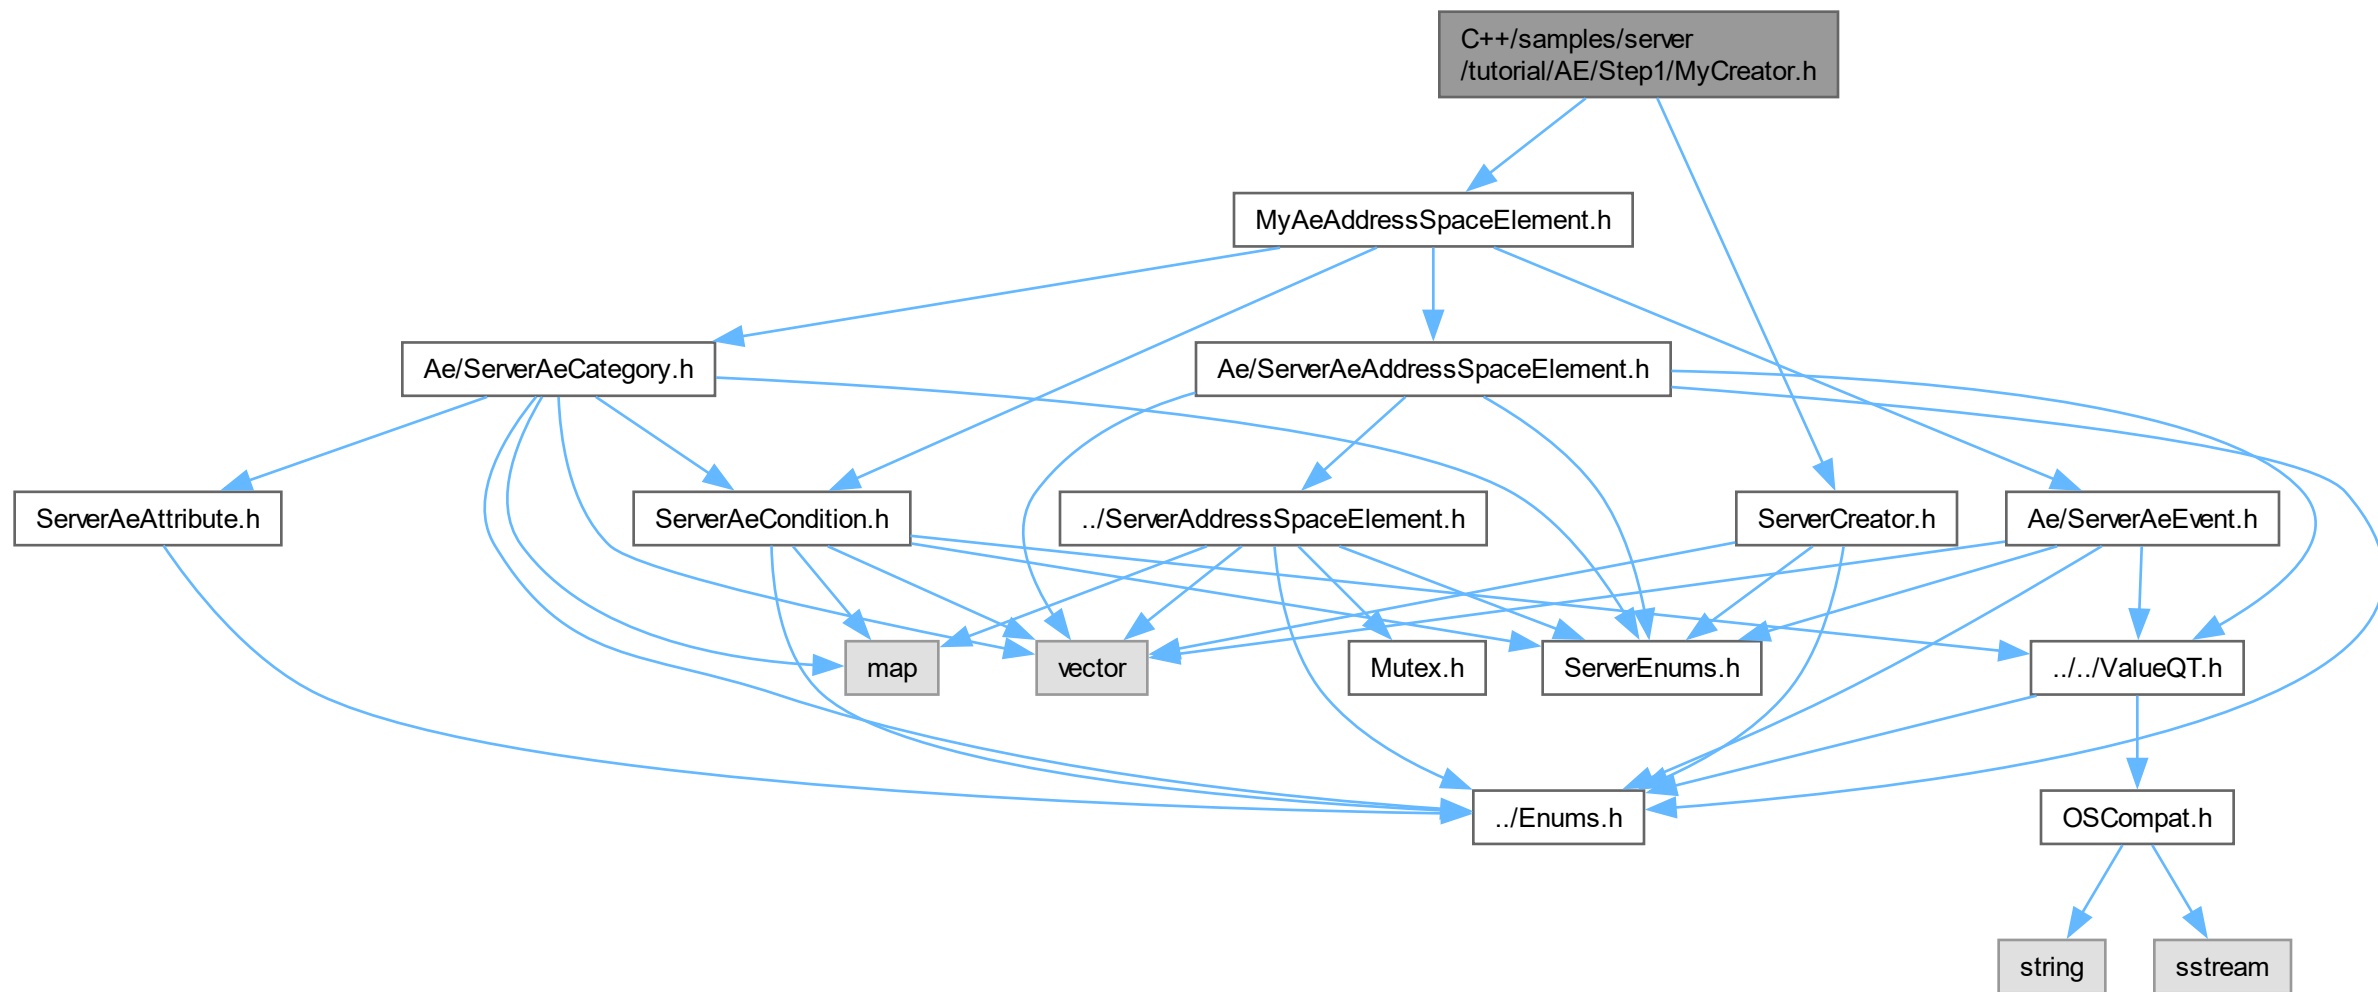 C++/samples/server
/tutorial/AE/Step1/MyCreator.h
MyAeAddressSpaceElement.h
Ae/ServerAeCategory.h
Ae/ServerAeAddressSpaceElement.h
ServerAeAttribute.h
ServerAeCondition.h
../ServerAddressSpaceElement.h
ServerCreator.h
Ae/ServerAeEvent.h
map
vector
Mutex.h
ServerEnums.h
../../ValueQT.h
../Enums.h
OSCompat.h
string
sstream